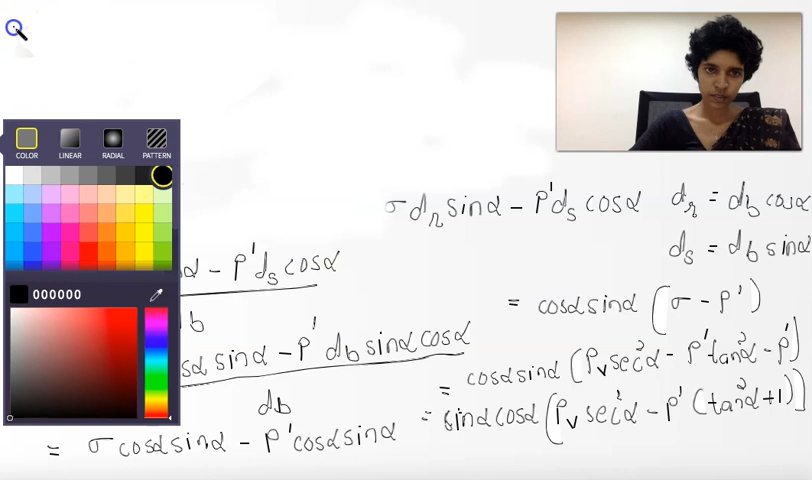 COLOR LINEAR RADIAL PATTERN
000000
σ dη sinα - P'ds cosα
dη = db cosα
ds = db sinα
α - P'ds cosα
b
= cosα sinα (σ - P')
sα sinα - P' db sinα cosα
db
= cosα sinα (Pv sec²α - P' tan²α - P')
= σ cosα sinα - P' cosα sinα
= sinα cosα (Pv sec²α - P' (tan²α + 1))